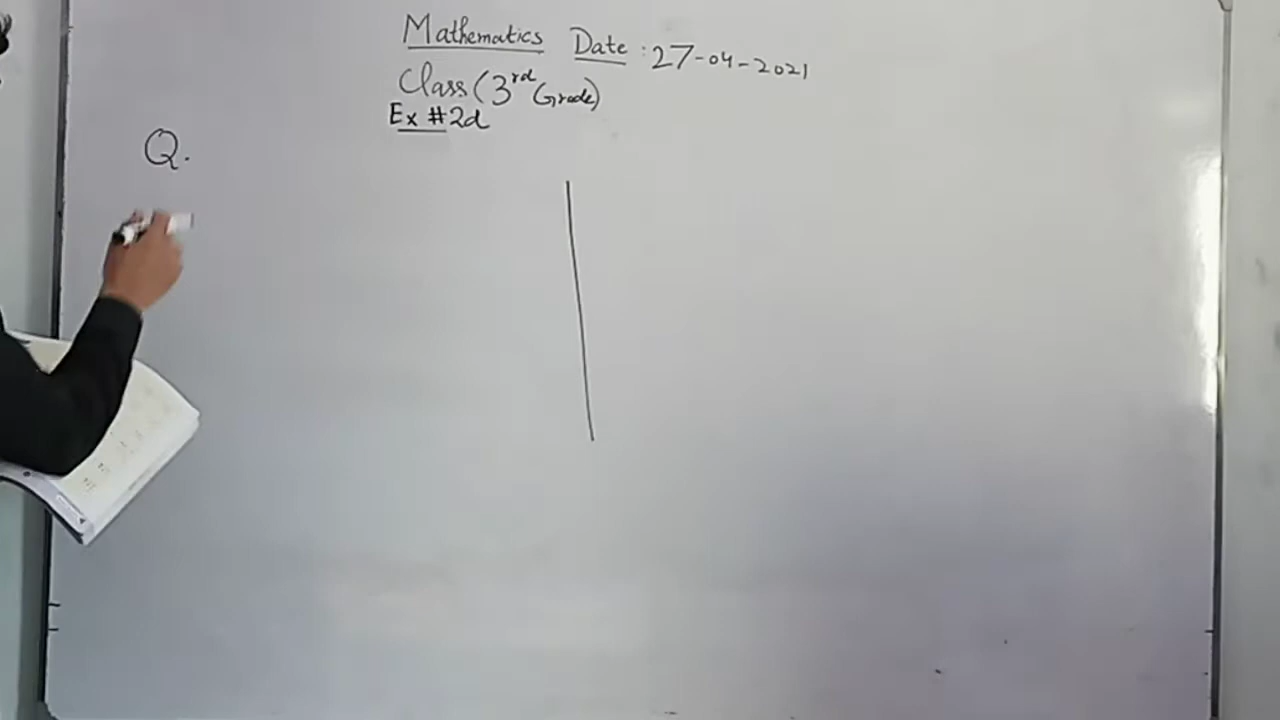 Mathematics Date : 27-04-2021
Class (3rd Grade)
Ex #2d
Q.